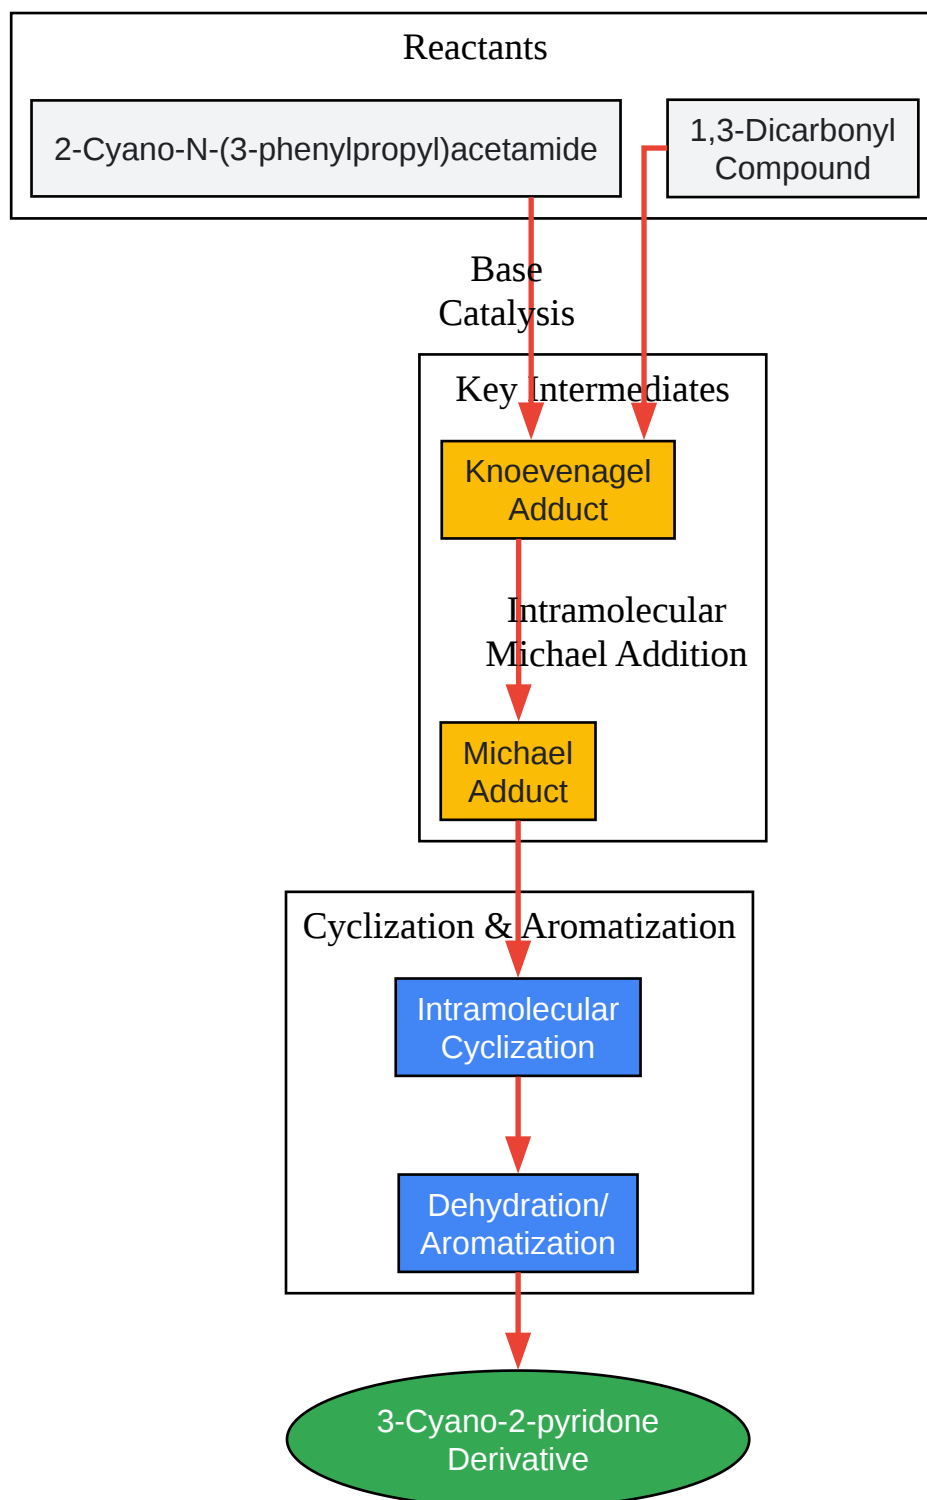 Reactants
2-Cyano-N-(3-phenylpropyl)acetamide
1,3-Dicarbonyl
Compound
Base
Catalysis
Key Intermediates
Knoevenagel
Adduct
Intramolecular
Michael Addition
Michael
Adduct
Cyclization & Aromatization
Intramolecular
Cyclization
Dehydration/
Aromatization
3-Cyano-2-pyridone
Derivative